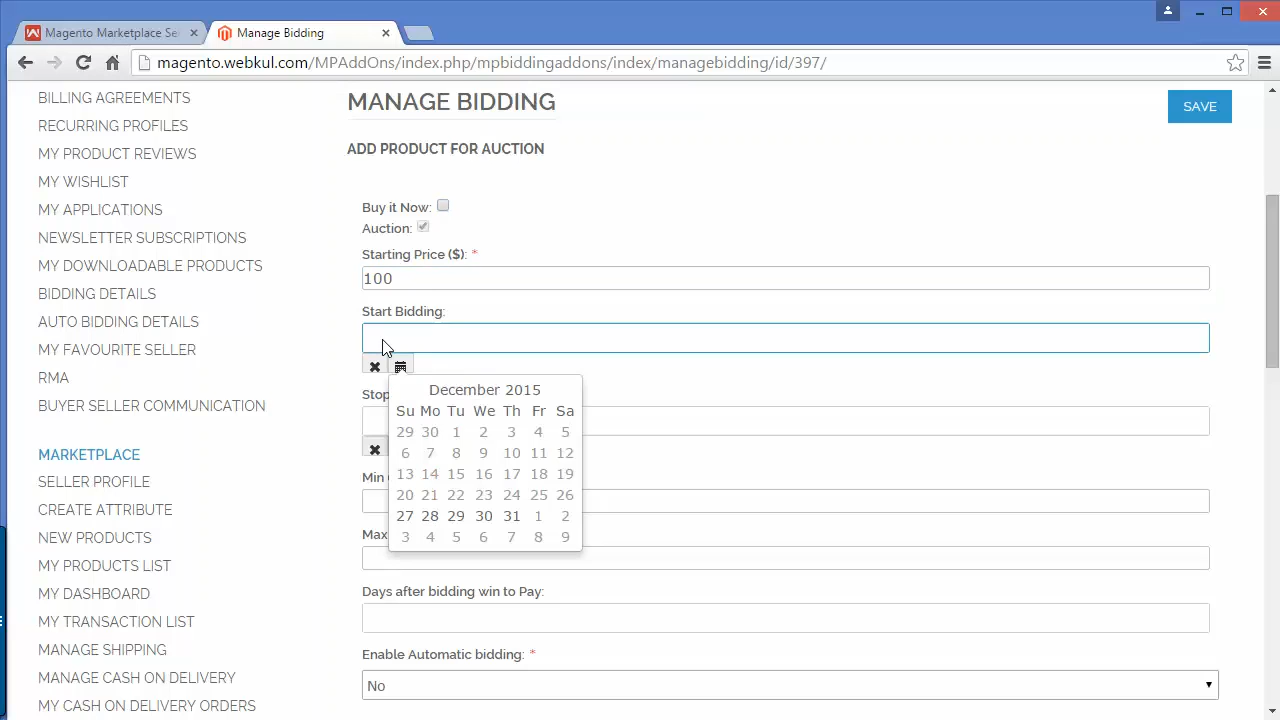 Magento Marketplace Se
Manage Bidding
magento.webkul.com/MPAddOns/index.php/mpbiddingaddons/index/managebidding/id/397/
BILLING AGREEMENTS
RECURRING PROFILES
MY PRODUCT REVIEWS
MY WISHLIST
MY APPLICATIONS
NEWSLETTER SUBSCRIPTIONS
MY DOWNLOADABLE PRODUCTS
BIDDING DETAILS
AUTO BIDDING DETAILS
MY FAVOURITE SELLER
RMA
BUYER SELLER COMMUNICATION
MARKETPLACE
SELLER PROFILE
CREATE ATTRIBUTE
NEW PRODUCTS
MY PRODUCTS LIST
MY DASHBOARD
MY TRANSACTION LIST
MANAGE SHIPPING
MANAGE CASH ON DELIVERY
MY CASH ON DELIVERY ORDERS
MANAGE BIDDING
SAVE
ADD PRODUCT FOR AUCTION
Buy it Now:
Auction:
Starting Price ($): *
100
Start Bidding:
Stop
December 2015
Su Mo Tu We Th Fr Sa
29 30 1 2 3 4 5
6 7 8 9 10 11 12
13 14 15 16 17 18 19
20 21 22 23 24 25 26
27 28 29 30 31 1 2
3 4 5 6 7 8 9
Min
Max
Days after bidding win to Pay:
Enable Automatic bidding: *
No